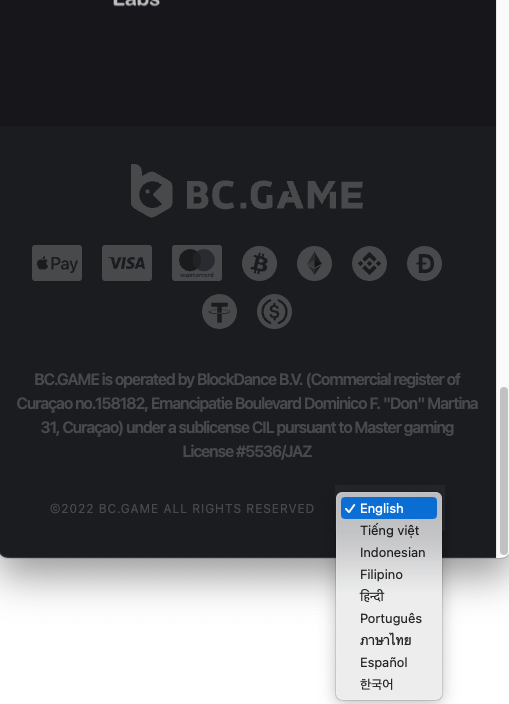 Labs
BC.GAME
Pay VISA mastercard
BC.GAME is operated by BlockDance B.V. (Commercial register of
Curaçao no.158182, Emancipatie Boulevard Dominico F. "Don" Martina
31, Curaçao) under a sublicense CIL pursuant to Master gaming
License #5536/JAZ
©2022 BC.GAME ALL RIGHTS RESERVED
English
Tiếng việt
Indonesian
Filipino
हिन्दी
Português
ภาษาไทย
Español
한국어